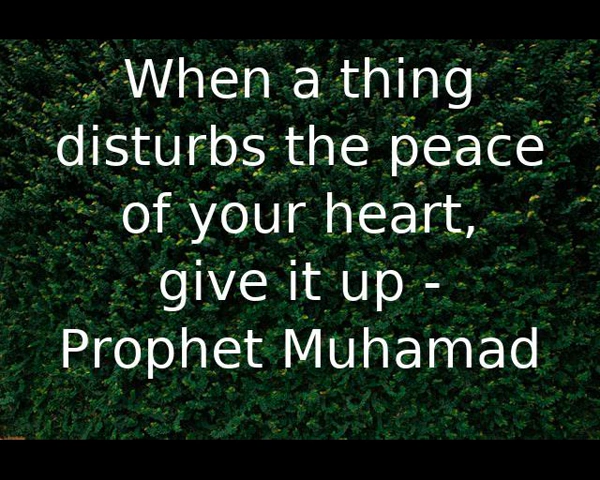 When a thing
disturbs the peace
of your heart,
give it up -
Prophet Muhamad